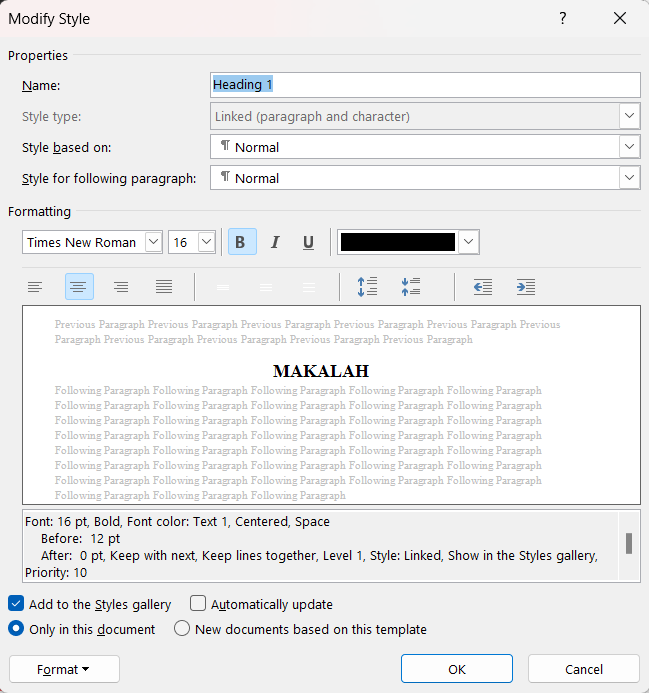 Modify Style ?
Properties
Name: Heading 1
Style type: Linked (paragraph and character)
Style based on: ¶ Normal
Style for following paragraph: ¶ Normal
Formatting
Times New Roman 16 B I U
Previous Paragraph Previous Paragraph Previous Paragraph Previous Paragraph Previous Paragraph Previous
Paragraph Previous Paragraph Previous Paragraph Previous Paragraph Previous Paragraph
MAKALAH
Following Paragraph Following Paragraph Following Paragraph Following Paragraph Following Paragraph
Following Paragraph Following Paragraph Following Paragraph Following Paragraph Following Paragraph
Following Paragraph Following Paragraph Following Paragraph Following Paragraph Following Paragraph
Following Paragraph Following Paragraph Following Paragraph Following Paragraph Following Paragraph
Following Paragraph Following Paragraph Following Paragraph Following Paragraph Following Paragraph
Following Paragraph Following Paragraph Following Paragraph Following Paragraph Following Paragraph
Following Paragraph Following Paragraph Following Paragraph Following Paragraph Following Paragraph
Following Paragraph Following Paragraph Following Paragraph
Font: 16 pt, Bold, Font color: Text 1, Centered, Space
Before: 12 pt
After: 0 pt, Keep with next, Keep lines together, Level 1, Style: Linked, Show in the Styles gallery,
Priority: 10
Add to the Styles gallery Automatically update
Only in this document New documents based on this template
Format OK Cancel